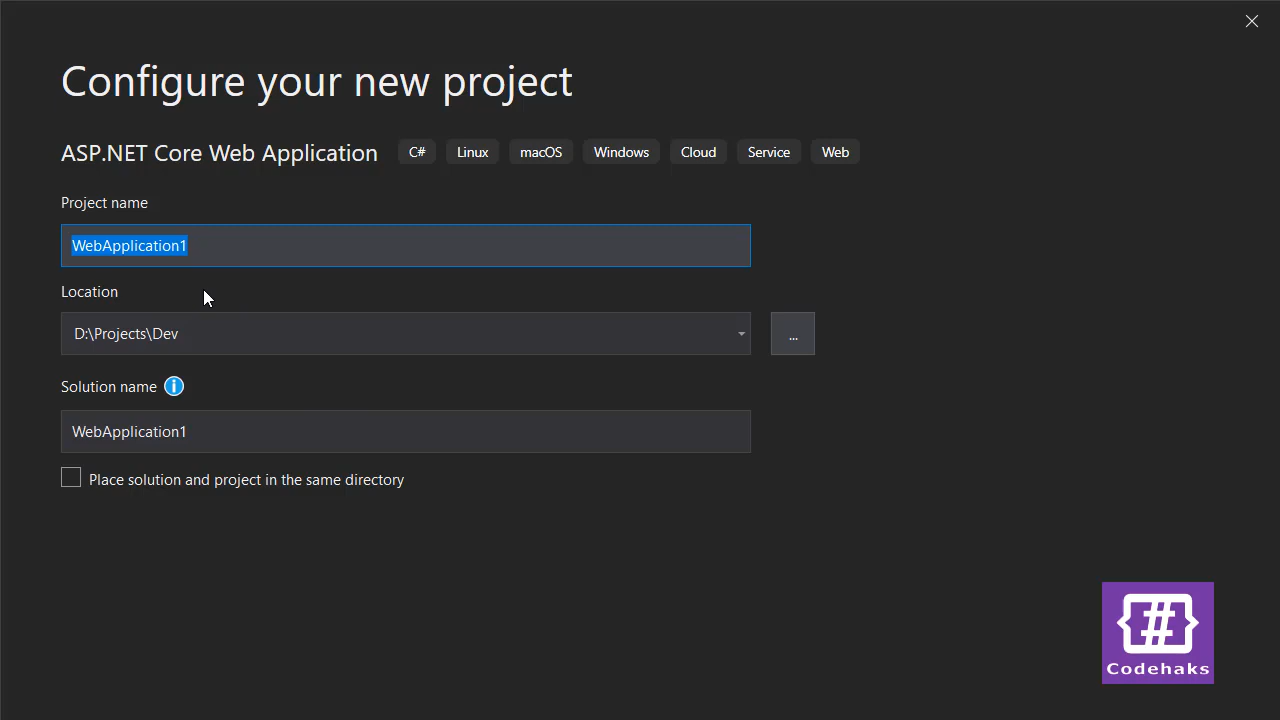 Configure your new project
ASP.NET Core Web Application C# Linux macOS Windows Cloud Service Web
Project name
WebApplication1
Location
D:\Projects\Dev
...
Solution name
WebApplication1
Place solution and project in the same directory
{#}
Codehaks